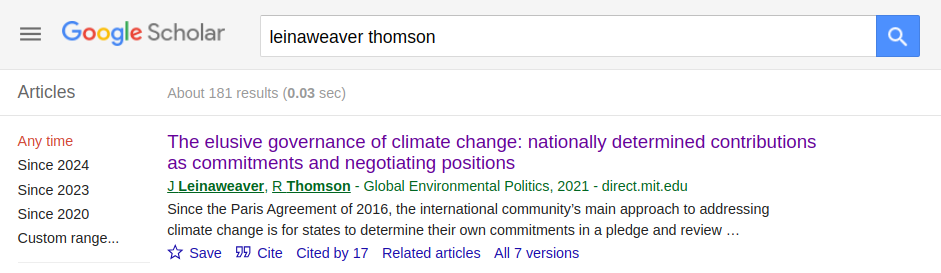 Google Scholar
leinaweaver thomson
Articles
About 181 results (0.03 sec)
Any time
Since 2024
Since 2023
Since 2020
Custom range...
The elusive governance of climate change: nationally determined contributions
as commitments and negotiating positions
J Leinaweaver, R Thomson - Global Environmental Politics, 2021 - direct.mit.edu
Since the Paris Agreement of 2016, the international community's main approach to addressing
climate change is for states to determine their own commitments in a pledge and review …
Save Cite Cited by 17 Related articles All 7 versions